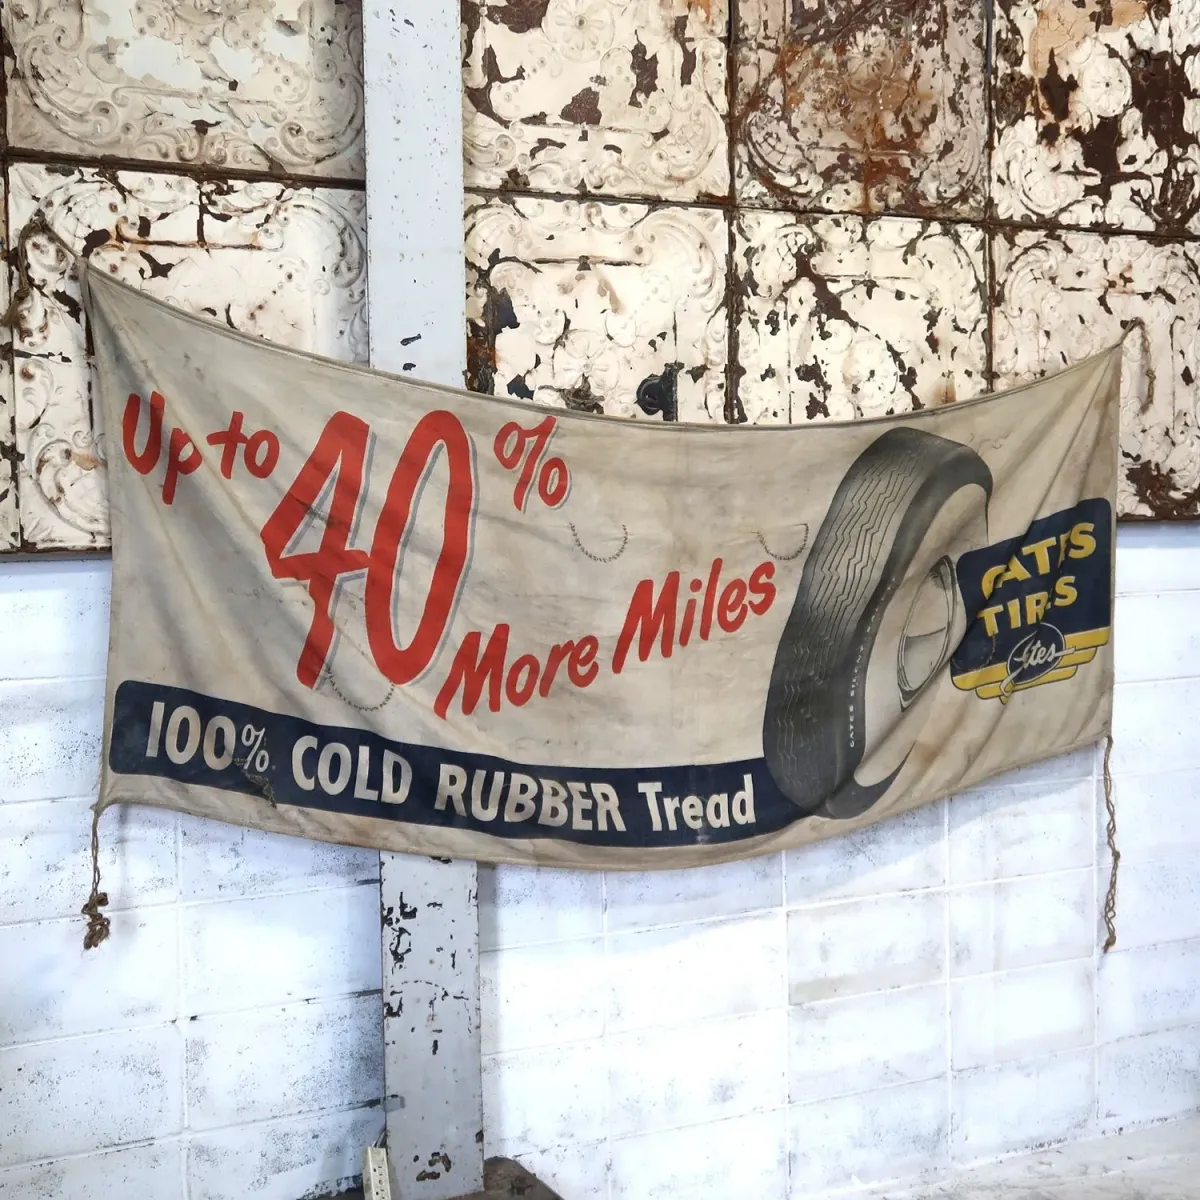 Up to 40%
More Miles
100% COLD RUBBER Tread
GATES
TIRES
Gates